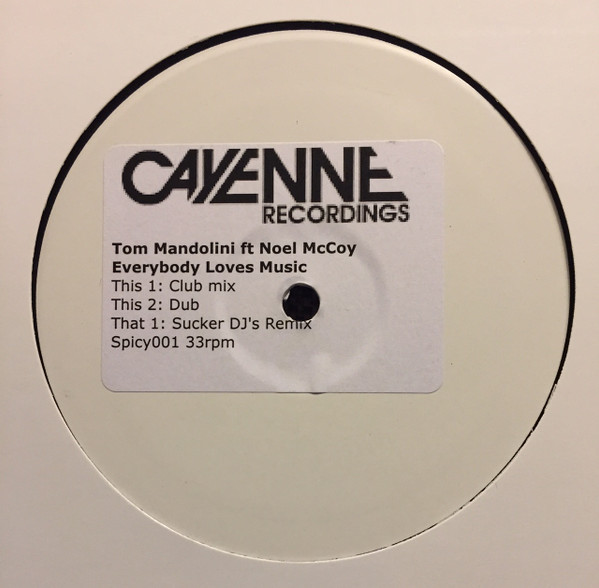 CAYENNE
RECORDINGS
Tom Mandolini ft Noel McCoy
Everybody Loves Music
This 1: Club mix
This 2: Dub
That 1: Sucker DJ's Remix
Spicy001 33rpm